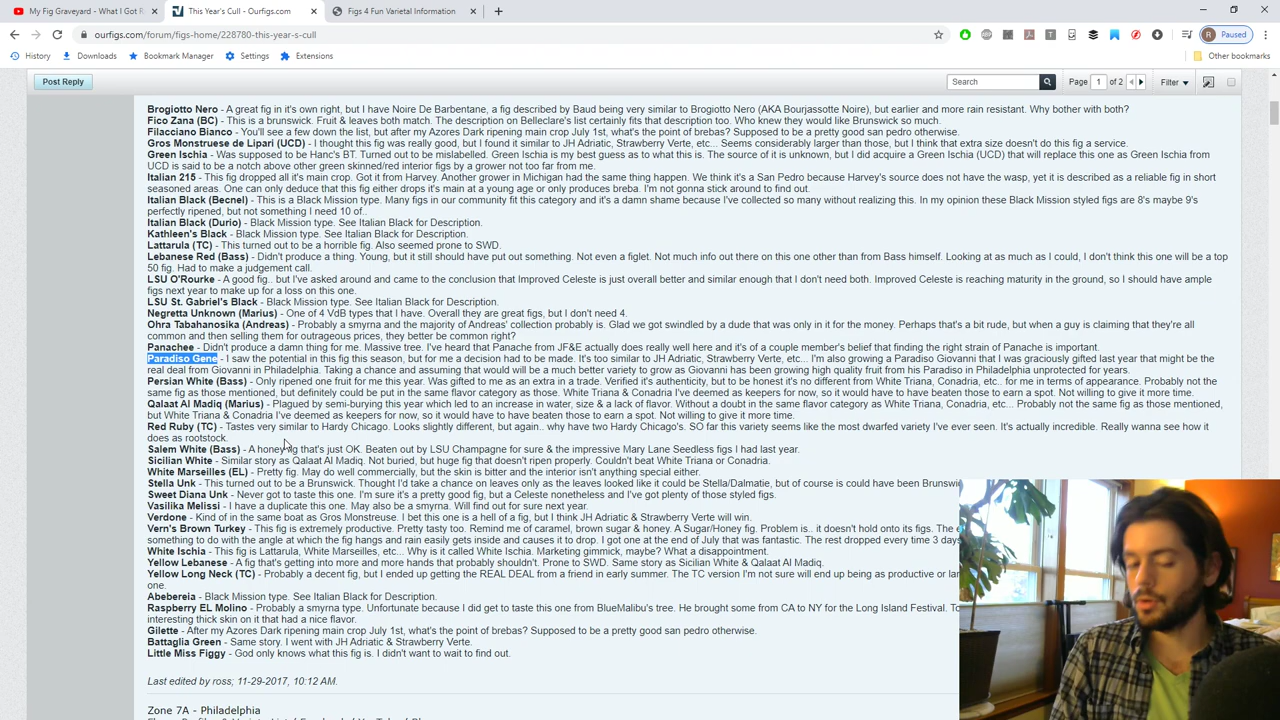 My Fig Graveyard - What I Got R
This Year's Cull - Ourfigs.com
Figs 4 Fun Varietal Information
ourfigs.com/forum/figs-home/228780-this-year-s-cull
R Paused
History Downloads Bookmark Manager Settings Extensions Other bookmarks
Post Reply Search Page 1 of 2 Filter
Brogiotto Nero - A great fig in it's own right, but I have Noire De Barbentane, a fig described by Baud being very similar to Brogiotto Nero (AKA Bourjassotte Noire), but earlier and more rain resistant. Why bother with both?
Fico Zana (BC) - This is a brunswick. Fruit & leaves both match. The description on Belleclare's list certainly fits that description too. Who knew they would like Brunswick so much.
Filacciano Bianco - You'll see a few down the list, but after my Azores Dark ripening main crop July 1st, what's the point of brebas? Supposed to be a pretty good san pedro otherwise.
Gros Monstruese de Lipari (UCD) - I thought this fig was really good, but I found it similar to JH Adriatic, Strawberry Verte, etc... Seems considerably larger than those, but I think that extra size doesn't do this fig a service.
Green Ischia - Was supposed to be Hanc's BT. Turned out to be mislabelled. Green Ischia is my best guess as to what this is. The source of it is unknown, but I did acquire a Green Ischia (UCD) that will replace this one as Green Ischia from
UCD is said to be a notch above other green skinned/red interior figs by a grower not too far from me.
Italian 215 - This fig dropped all it's main crop. Got it from Harvey. Another grower in Michigan had the same thing happen. We think it's a San Pedro because Harvey's source does not have the wasp, yet it is described as a reliable fig in short
seasoned areas. One can only deduce that this fig either drops it's main at a young age or only produces breba. I'm not gonna stick around to find out.
Italian Black (Becnel) - This is a Black Mission Type. Many figs in our community fit this category and it's a damn shame because I've collected so many without realizing this. In my opinion these Black Mission styled figs are 8's maybe 9's
perfectly ripened, but not something I need 10 of..
Italian Black (Durio) - Black Mission type. See Italian Black for Description.
Kathleen's Black - Black Mission type. See Italian Black for Description.
Lattarula (TC) - This turned out to be a horrible fig. Also seemed prone to SWD.
Lebanese Red (Bass) - Didn't produce a thing. Young, but it still should have put out something. Not even a figlet. Not much info out there on this one other than from Bass himself. Looking at as much as I could, I don't think this one will be a top
50 fig. Had to make a judgement call.
LSU O'Rourke - A good fig.. but I've asked around and came to the conclusion that Improved Celeste is just overall better and similar enough that I don't need both. Improved Celeste is reaching maturity in the ground, so I should have ample
figs next year to make up for a loss on this one.
LSU St. Gabriel's Black - Black Mission type. See Italian Black for Description.
Negretta Unknown (Marius) - One of 4 VdB types that I have. Overall they are great figs, but I don't need 4.
Ohra Tabahanosika (Andreas) - Probably a smyrna and the majority of Andreas' collection probably is. Glad we got swindled by a dude that was only in it for the money. Perhaps that's a bit rude, but when a guy is claiming that they're all
common and then selling them for outrageous prices, they better be common right?
Panachee - Didn't produce a damn thing for me. Massive tree. I've heard that Panache from JF&E actually does really well here and it's of a couple member's belief that finding the right strain of Panache is important.
Paradiso Gene - I saw the potential in this fig this season, but for me a decision had to be made. It's too similar to JH Adriatic, Strawberry Verte, etc... I'm also growing a Paradiso Giovanni that I was graciously gifted last year that might be the
real deal from Giovanni in Philadelphia. Taking a chance and assuming that would will be a much better variety to grow as Giovanni has been growing high quality fruit from his Paradiso in Philadelphia unprotected for years.
Persian White (Bass) - Only ripened one fruit for me this year. Was gifted to me as an extra in a trade. Verified it's authenticity, but to be honest it's no different from White Triana, Conadria, etc.. for me in terms of appearance. Probably not the
same fig as those mentioned, but definitely could be put in the same flavor category as those. White Triana & Conadria I've deemed as keepers for now, so it would have to have beaten those to earn a spot. Not willing to give it more time.
Qalaat Al Madiq (Marius) - Plagued by semi-burying this year which led to an increase in water, size & a lack of flavor. Without a doubt in the same flavor category as White Triana, Conadria, etc... Probably not the same fig as those mentioned,
but White Triana & Conadria I've deemed as keepers for now, so it would have to have beaten those to earn a spot. Not willing to give it more time.
Red Ruby (TC) - Tastes very similar to Hardy Chicago. Looks slightly different, but again.. why have two Hardy Chicago's. SO far this variety seems like the most dwarfed variety I've ever seen. It's actually incredible. Really wanna see how it
does as rootstock.
Salem White (Bass) - A honey fig that's just OK. Beaten out by LSU Champagne for sure & the impressive Mary Lane Seedless figs I had last year.
Sicilian White - Similar story as Qalaat Al Madiq. Not buried, but huge fig that doesn't ripen properly. Couldn't beat White Triana or Conadria.
White Marseilles (EL) - Pretty fig. May do well commercially, but the skin is bitter and the interior isn't anything special either.
Stella Unk - This turned out to be a Brunswick. Thought I'd take a chance on leaves only as the leaves looked like it could be Stella/Dalmatie, but of course is could have been Brunswi
Sweet Diana Unk - Never got to taste this one. I'm sure it's a pretty good fig, but a Celeste nonetheless and I've got plenty of those styled figs.
Vasilika Melissi - I have a duplicate this one. May also be a smyrna. Will find out for sure next year.
Verdone - Kind of in the same boat as Gros Monstruese. I bet this one is a hell of a fig, but I think JH Adriatic & Strawberry Verte will win.
Vern's Brown Turkey - This fig is extremely productive. Pretty tasty too. Remind me of caramel, brown sugar & honey. A Sugar/Honey fig. Problem is.. it doesn't hold onto its figs. The
something to do with the angle at which the fig hangs and rain easily gets inside and causes it to drop. I got one at the end of July that was fantastic. The rest dropped every time 3 days
White Ischia - This fig is Lattarula, White Marseilles, etc... Why is it called White Ischia. Marketing gimmick, maybe? What a disappointment.
Yellow Lebanese - A fig that's getting into more and more hands that probably shouldn't. Prone to SWD. Same story as Sicilian White & Qalaat Al Madiq.
Yellow Long Neck (TC) - Probably a decent fig, but I ended up getting the REAL DEAL from a friend in early summer. The TC version I'm not sure will end up being as productive or lar
one.
Abebereia - Black Mission type. See Italian Black for Description.
Raspberry EL Molino - Probably a smyrna type. Unfortunate because I did get to taste this one from BlueMalibu's tree. He brought some from CA to NY for the Long Island Festival. To
interesting thick skin on it that had a nice flavor.
Gilette - After my Azores Dark ripening main crop July 1st, what's the point of brebas? Supposed to be a pretty good san pedro otherwise.
Battaglia Green - Same story. I went with JH Adriatic & Strawberry Verte.
Little Miss Figgy - God only knows what this fig is. I didn't want to wait to find out.
Last edited by ross; 11-29-2017, 10:12 AM.
Zone 7A - Philadelphia